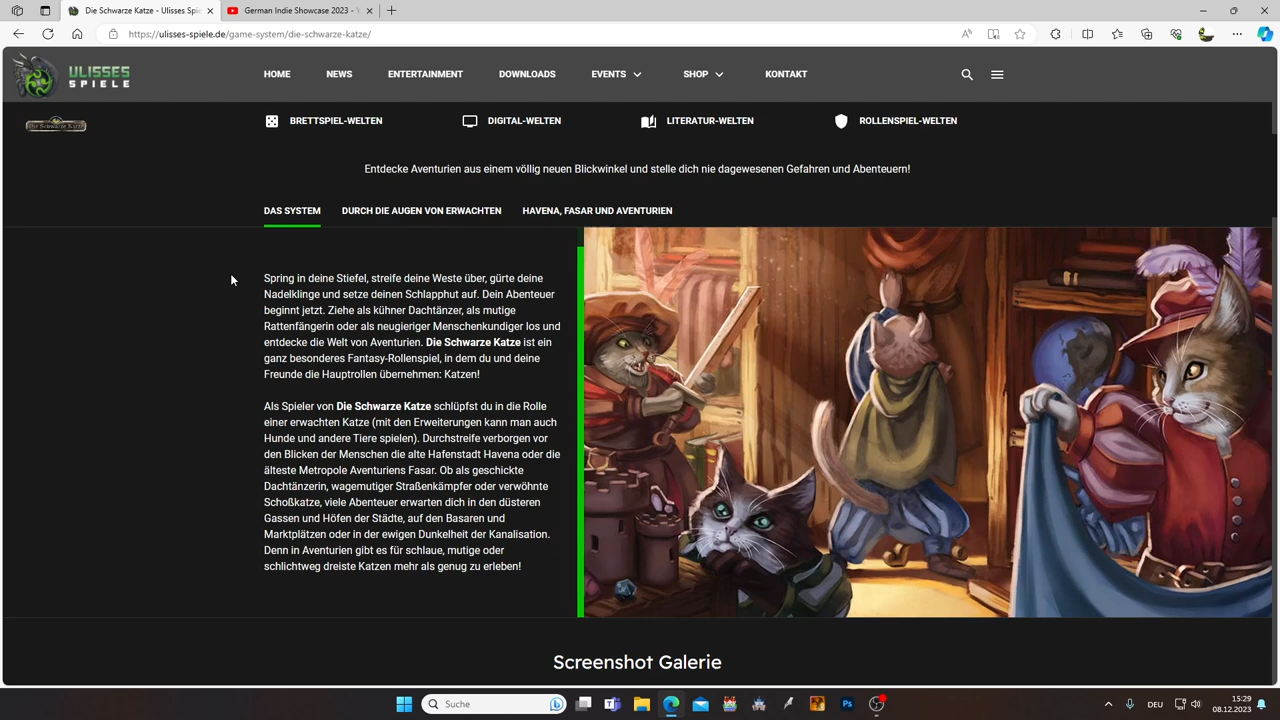 Die Schwarze Katze - Ulisses Spie
German Indie Showcase 2023 -
https://ulisses-spiele.de/game-system/die-schwarze-katze/
ULISSES
SPIELE
HOME NEWS ENTERTAINMENT DOWNLOADS EVENTS SHOP KONTAKT
Die Schwarze Katze
BRETTSPIEL-WELTEN DIGITAL-WELTEN LITERATUR-WELTEN ROLLENSPIEL-WELTEN
Entdecke Aventurien aus einem völlig neuen Blickwinkel und stelle dich nie dagewesenen Gefahren und Abenteuern!
DAS SYSTEM DURCH DIE AUGEN VON ERWACHTEN HAVENA, FASAR UND AVENTURIEN
Spring in deine Stiefel, streife deine Weste über, gürte deine
Nadelklinge und setze deinen Schlapphut auf. Dein Abenteuer
beginnt jetzt. Ziehe als kühner Dachtänzer, als mutige
Rattenfängerin oder als neugieriger Menschenkundiger los und
entdecke die Welt von Aventurien. Die Schwarze Katze ist ein
ganz besonderes Fantasy-Rollenspiel, in dem du und deine
Freunde die Hauptrollen übernehmen: Katzen!
Als Spieler von Die Schwarze Katze schlüpfst du in die Rolle
einer erwachten Katze (mit den Erweiterungen kann man auch
Hunde und andere Tiere spielen). Durchstreife verborgen vor
den Blicken der Menschen die alte Hafenstadt Havena oder die
älteste Metropole Aventuriens Fasar. Ob als geschickte
Dachtänzerin, wagemutiger Straßenkämpfer oder verwöhnte
Schoßkatze, viele Abenteuer erwarten dich in den düsteren
Gassen und Höfen der Städte, auf den Basaren und
Marktplätzen oder in der ewigen Dunkelheit der Kanalisation.
Denn in Aventurien gibt es für schlaue, mutige oder
schlichtweg dreiste Katzen mehr als genug zu erleben!
Screenshot Galerie
Suche
DEU
15:29
08.12.2023